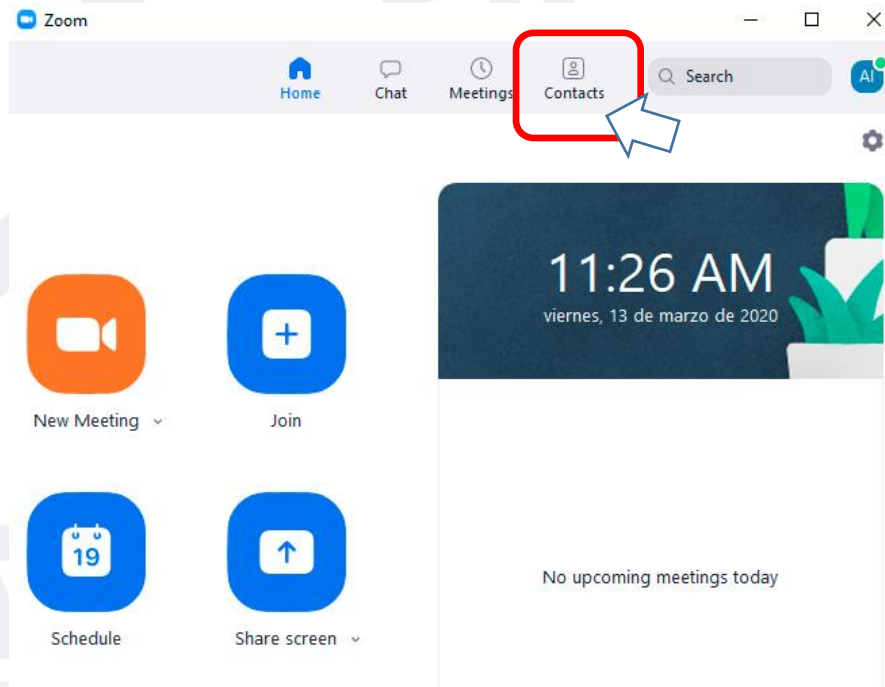 Zoom
Home Chat Meetings Contacts Search AI
11:26 AM
viernes, 13 de marzo de 2020
New Meeting Join
19
Schedule Share screen
No upcoming meetings today